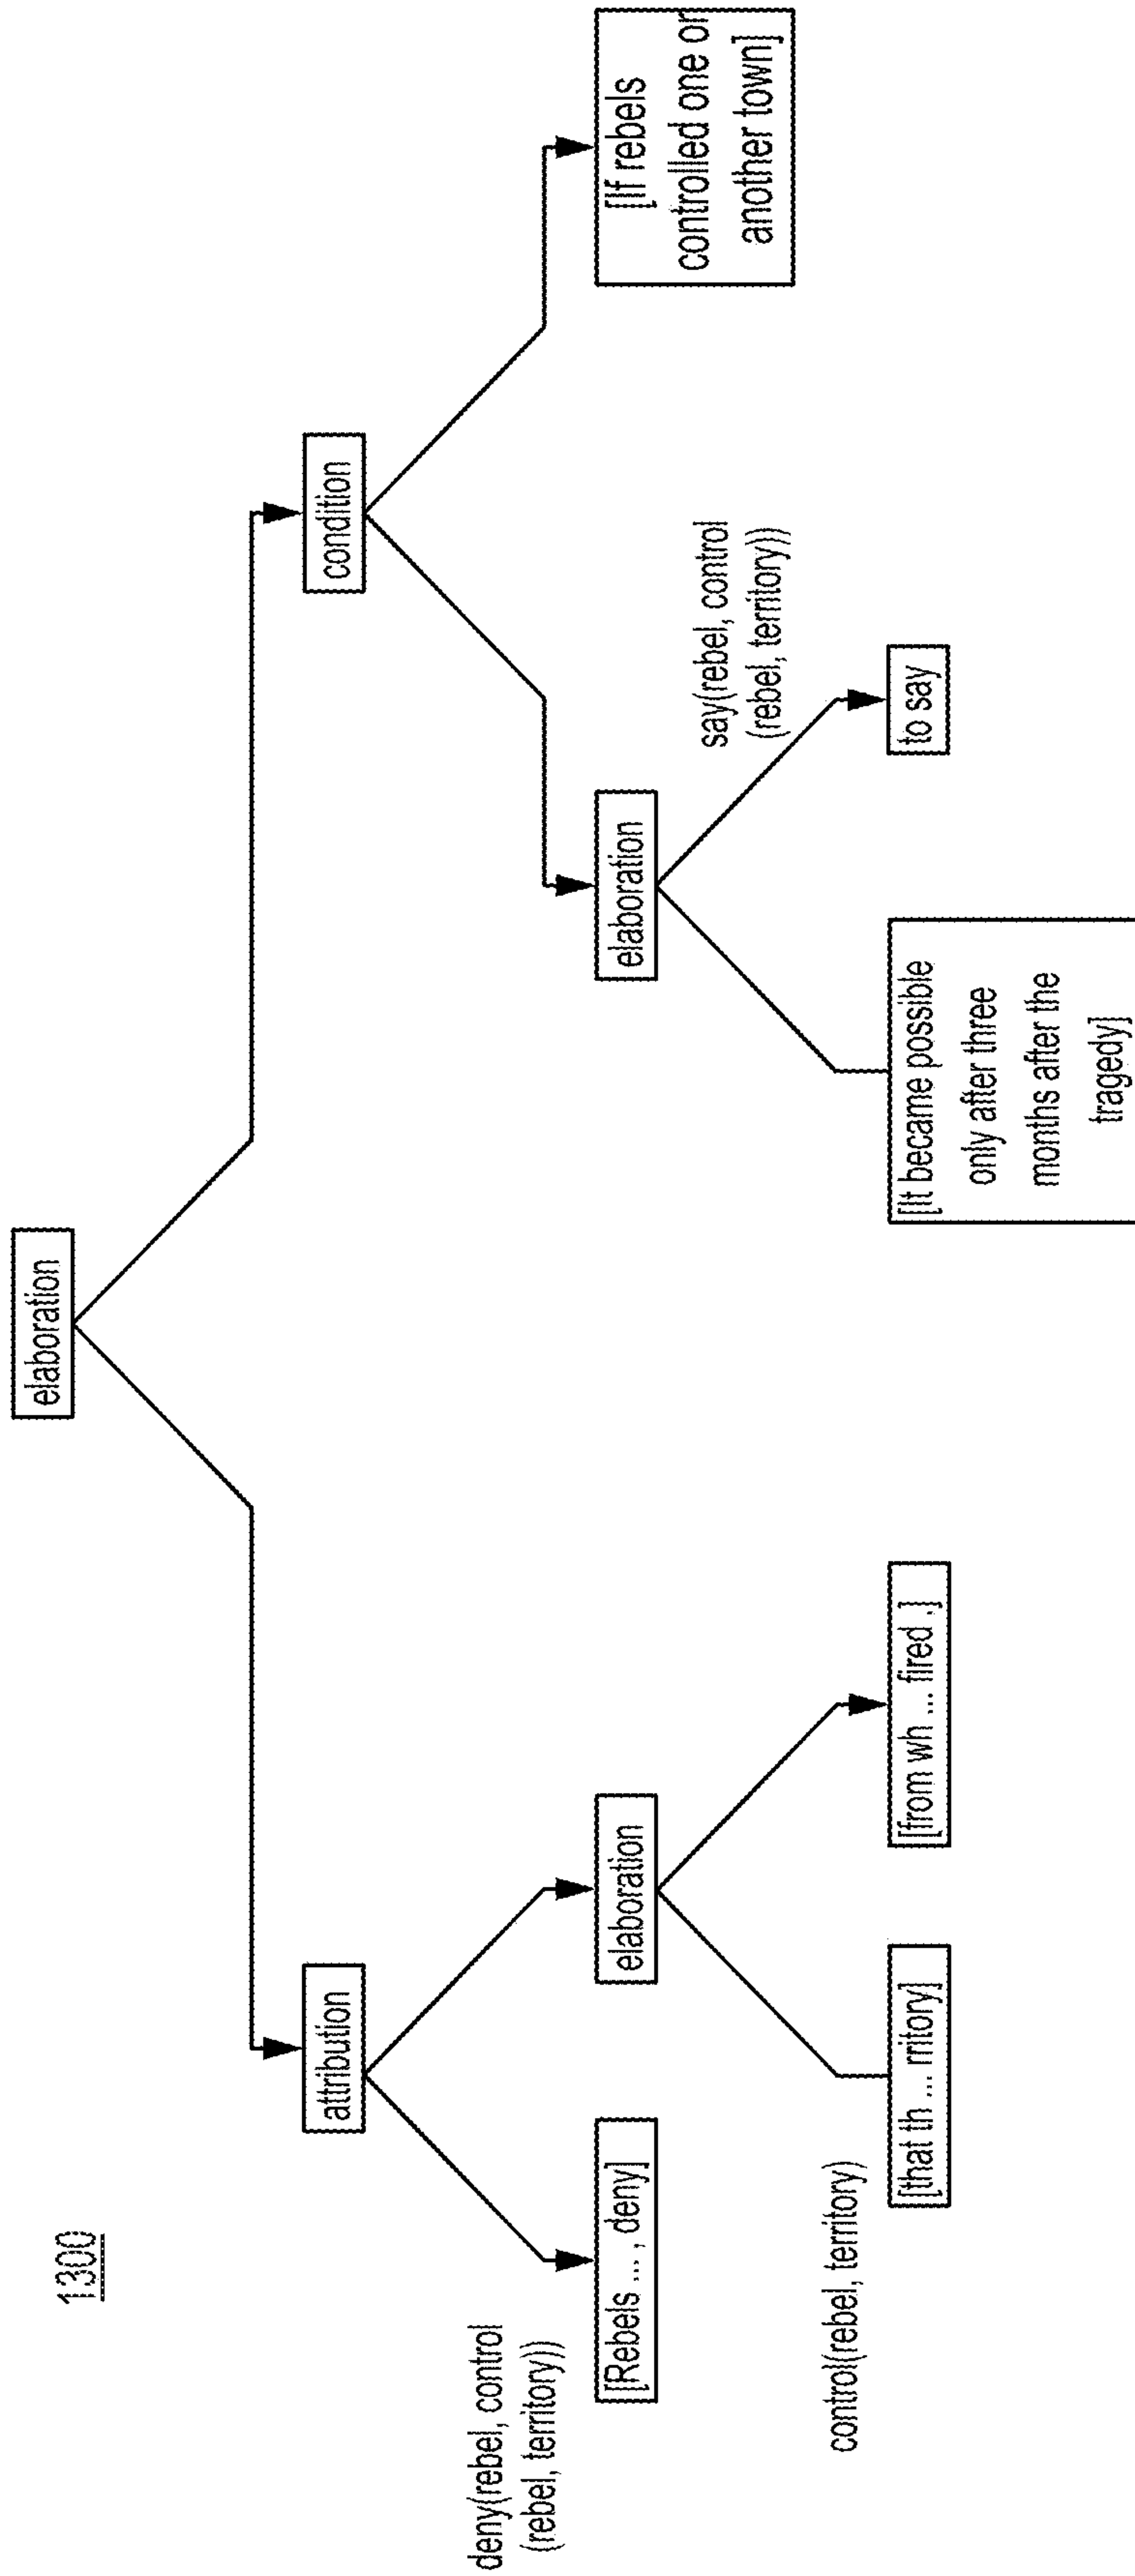 1300
elaboration
attribution
condition
deny(rebel, control
(rebel, territory))
[Rebels ... , deny]
elaboration
elaboration
[If rebels
controlled one or
another town]
say(rebel, control
(rebel, territory))
control(rebel, territory)
[that th ... rritory]
[from wh ... fired ,]
[It became possible
only after three
months after the
tragedy]
to say